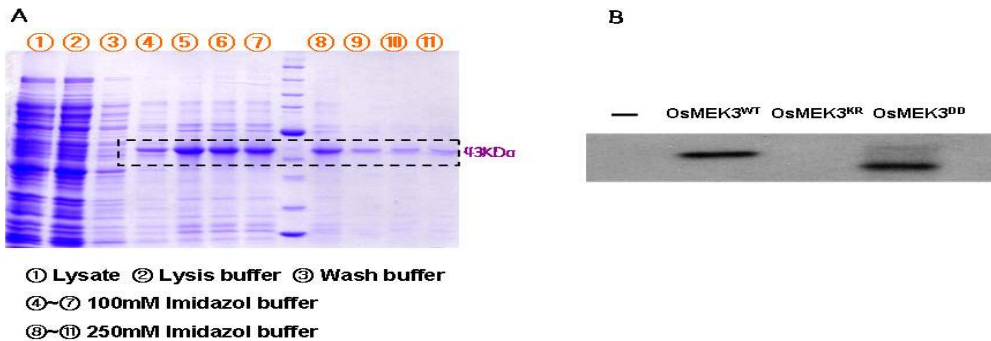 A
① ② ③ ④ ⑤ ⑥ ⑦ ⑧ ⑨ ⑩ ⑪
43KDa
① Lysate ② Lysis buffer ③ Wash buffer
④~⑦ 100mM Imidazol buffer
⑧~⑪ 250mM Imidazol buffer
B
— OsMEK3WT OsMEK3KR OsMEK3DD